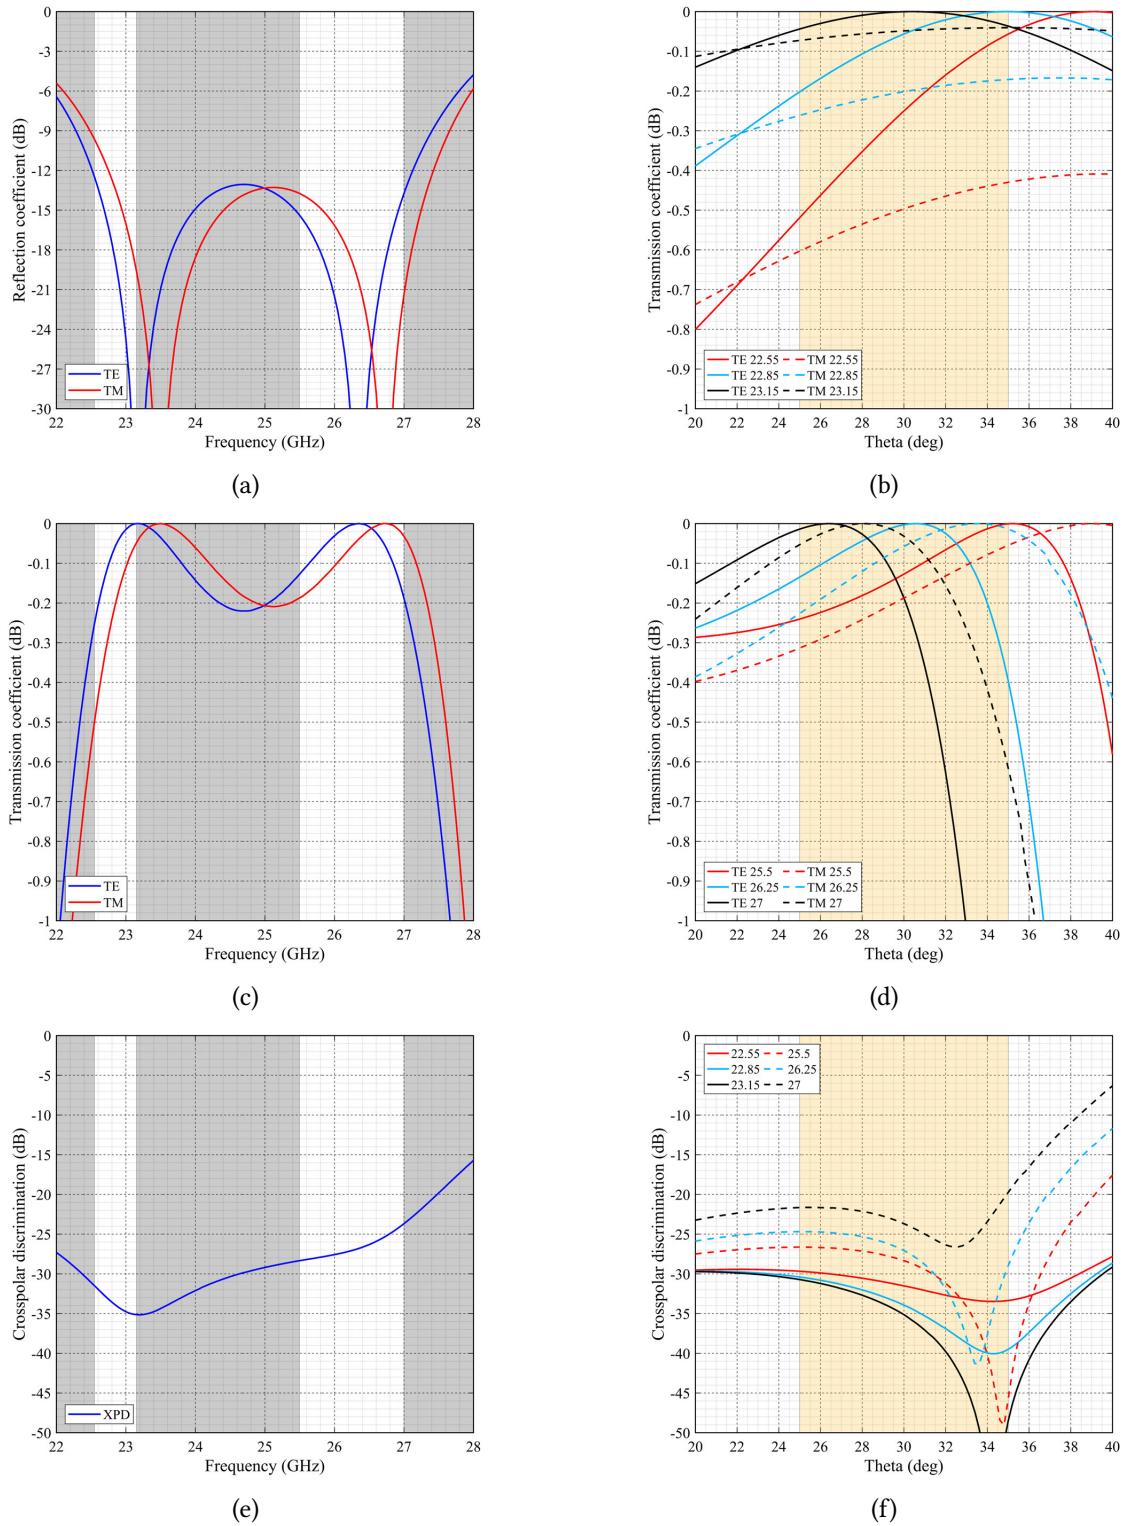 0
-3
-6
-9
-12
-15
-18
-21
-24
-27
-30
Reflection coefficient (dB)
TE
TM
22 23 24 25 26 27 28
Frequency (GHz)
(a)
0
-0.1
-0.2
-0.3
-0.4
-0.5
-0.6
-0.7
-0.8
-0.9
-1
Transmission coefficient (dB)
TE 22.55 TM 22.55
TE 22.85 TM 22.85
TE 23.15 TM 23.15
20 22 24 26 28 30 32 34 36 38 40
Theta (deg)
(b)
0
-0.1
-0.2
-0.3
-0.4
-0.5
-0.6
-0.7
-0.8
-0.9
-1
Transmission coefficient (dB)
TE
TM
22 23 24 25 26 27 28
Frequency (GHz)
(c)
0
-0.1
-0.2
-0.3
-0.4
-0.5
-0.6
-0.7
-0.8
-0.9
-1
Transmission coefficient (dB)
TE 25.5 TM 25.5
TE 26.25 TM 26.25
TE 27 TM 27
20 22 24 26 28 30 32 34 36 38 40
Theta (deg)
(d)
0
-5
-10
-15
-20
-25
-30
-35
-40
-45
-50
Crosspolar discrimination (dB)
XPD
22 23 24 25 26 27 28
Frequency (GHz)
(e)
0
-5
-10
-15
-20
-25
-30
-35
-40
-45
-50
Crosspolar discrimination (dB)
22.55 25.5
22.85 26.25
23.15 27
20 22 24 26 28 30 32 34 36 38 40
Theta (deg)
(f)